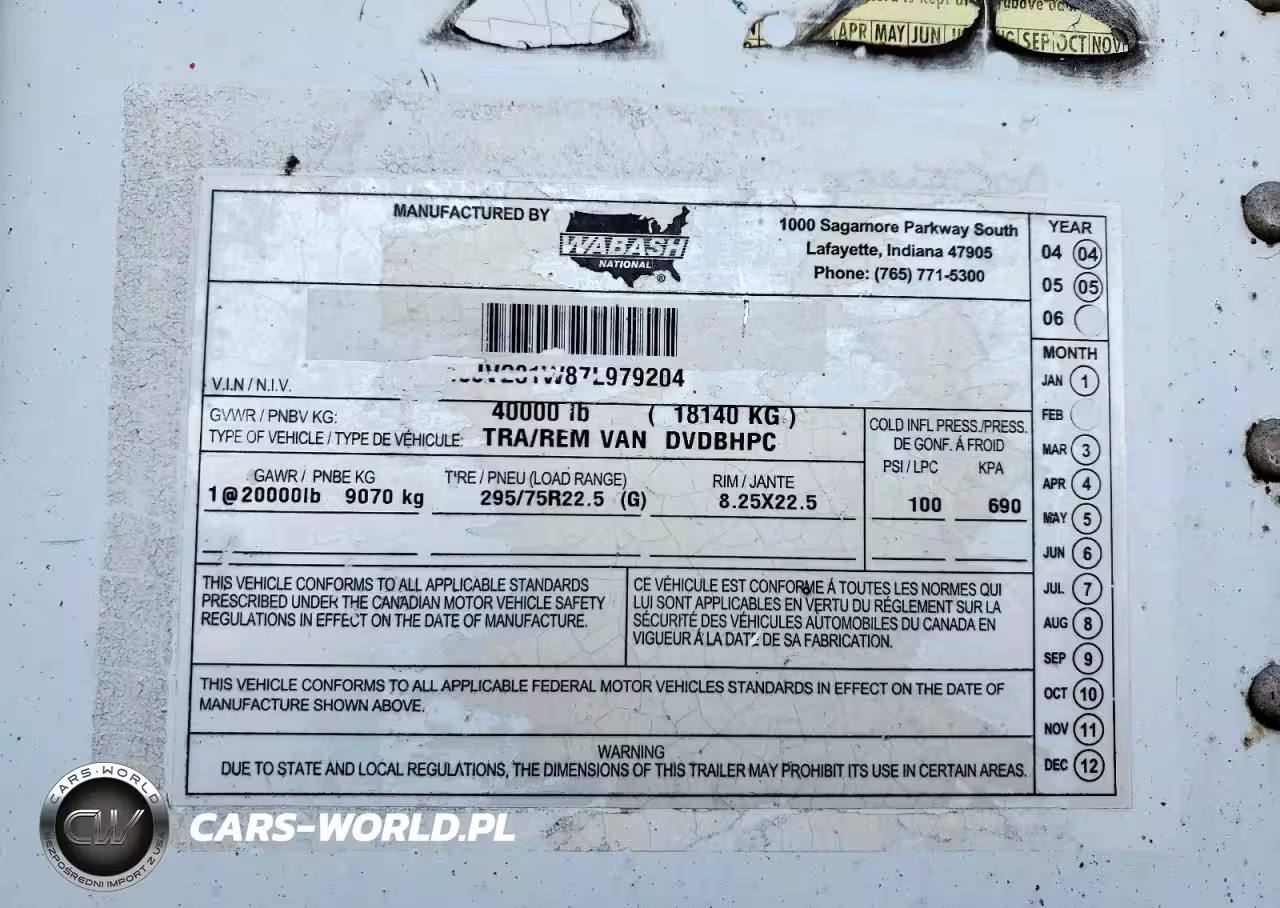 APR MAY JUN
SEP OCT NOV
MANUFACTURED BY
WABASH
NATIONAL
®
1000 Sagamore Parkway South
Lafayette, Indiana 47905
Phone: (765) 771-5300
YEAR
04 04
05 05
06
MONTH
JAN 1
FEB
MAR 3
APR 4
MAY 5
JUN 6
JUL 7
AUG 8
SEP 9
OCT 10
NOV 11
DEC 12
V.I.N / N.I.V.
W87L979204
GVWR / PNBV KG: 40000 lb ( 18140 KG )
TYPE OF VEHICLE / TYPE DE VÉHICULE: TRA/REM VAN DVDBHPC
COLD INFL PRESS./PRESS.
DE GONF. Á FROID
PSI / LPC KPA
100 690
GAWR / PNBE KG T'RE / PNEU (LOAD RANGE) RIM / JANTE
1@20000lb 9070 kg 295/75R22.5 (G) 8.25X22.5
THIS VEHICLE CONFORMS TO ALL APPLICABLE STANDARDS
PRESCRIBED UNDER THE CANADIAN MOTOR VEHICLE SAFETY
REGULATIONS IN EFFECT ON THE DATE OF MANUFACTURE.
CE VÉHICULE EST CONFORME Á TOUTES LES NORMES QUI
LUI SONT APPLICABLES EN VERTU DU RÉGLEMENT SUR LA
SÉCURITÉ DES VÉHICULES AUTOMOBILES DU CANADA EN
VIGUEUR Á LA DATE DE SA FABRICATION.
THIS VEHICLE CONFORMS TO ALL APPLICABLE FEDERAL MOTOR VEHICLES STANDARDS IN EFFECT ON THE DATE OF
MANUFACTURE SHOWN ABOVE.
WARNING
DUE TO STATE AND LOCAL REGULATIONS, THE DIMENSIONS OF THIS TRAILER MAY PROHIBIT ITS USE IN CERTAIN AREAS.
CARS-WORLD
CW
BEZPOŚREDNI IMPORT Z USA
CARS-WORLD.PL